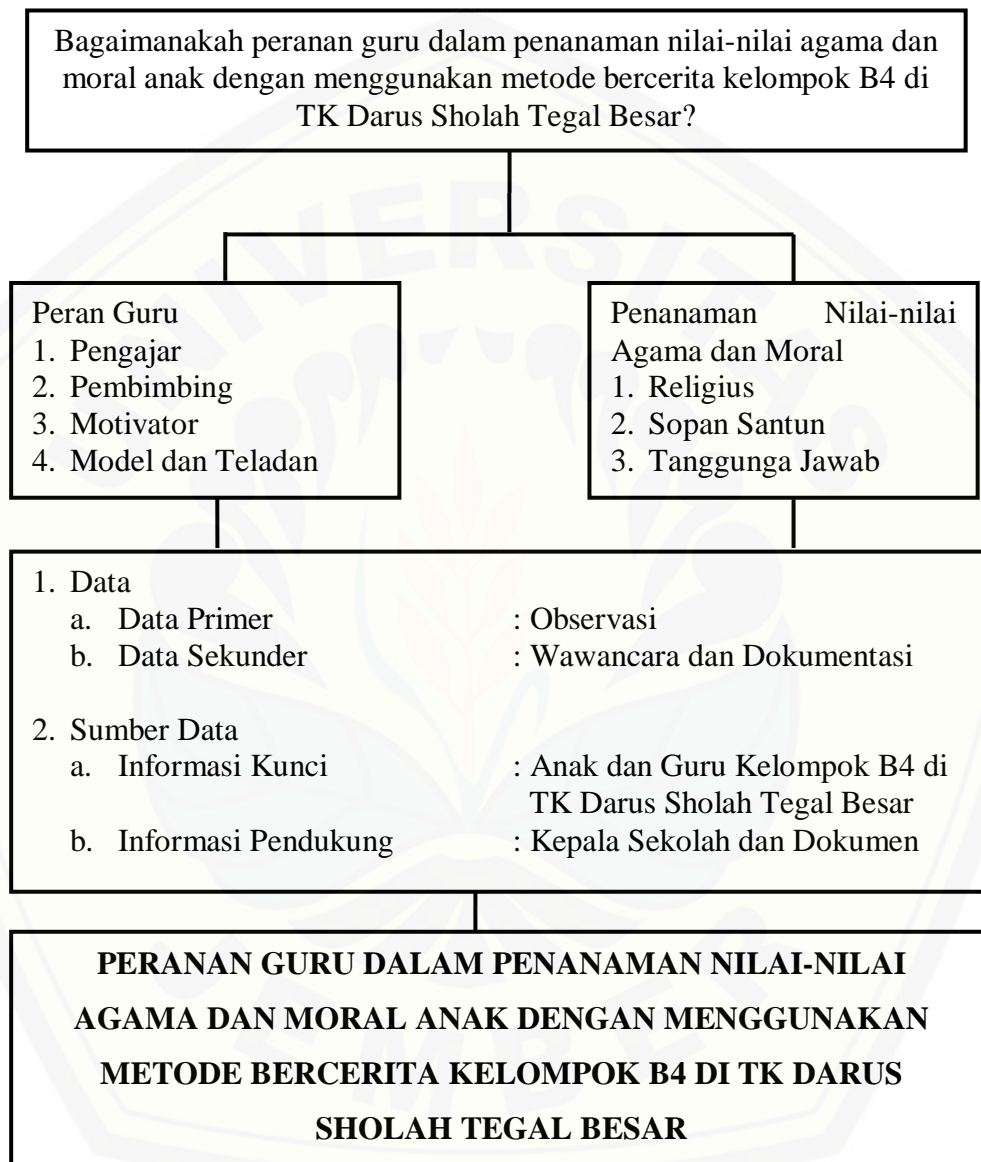 Bagaimanakah peranan guru dalam penanaman nilai-nilai agama dan
moral anak dengan menggunakan metode bercerita kelompok B4 di
TK Darus Sholah Tegal Besar?
Peran Guru
1. Pengajar
2. Pembimbing
3. Motivator
4. Model dan Teladan
Penanaman Nilai-nilai
Agama dan Moral
1. Religius
2. Sopan Santun
3. Tanggunga Jawab
1. Data
a. Data Primer : Observasi
b. Data Sekunder : Wawancara dan Dokumentasi
2. Sumber Data
a. Informasi Kunci : Anak dan Guru Kelompok B4 di
TK Darus Sholah Tegal Besar
b. Informasi Pendukung : Kepala Sekolah dan Dokumen
PERANAN GURU DALAM PENANAMAN NILAI-NILAI
AGAMA DAN MORAL ANAK DENGAN MENGGUNAKAN
METODE BERCERITA KELOMPOK B4 DI TK DARUS
SHOLAH TEGAL BESAR
UNIVERSITAS
JEMBER